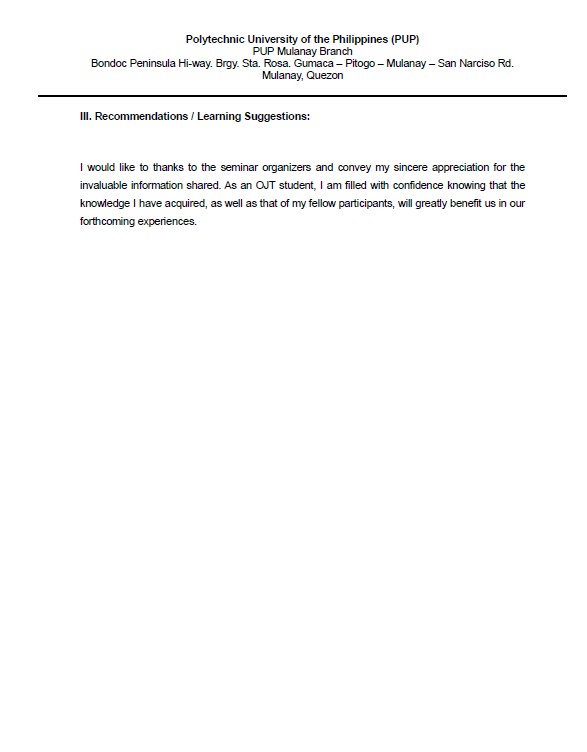 Polytechnic University of the Philippines (PUP)
PUP Mulanay Branch
Bondoc Peninsula Hi-way. Brgy. Sta. Rosa. Gumaca – Pitogo – Mulanay – San Narciso Rd.
Mulanay, Quezon
III. Recommendations / Learning Suggestions:
I would like to thanks to the seminar organizers and convey my sincere appreciation for the
invaluable information shared. As an OJT student, I am filled with confidence knowing that the
knowledge I have acquired, as well as that of my fellow participants, will greatly benefit us in our
forthcoming experiences.